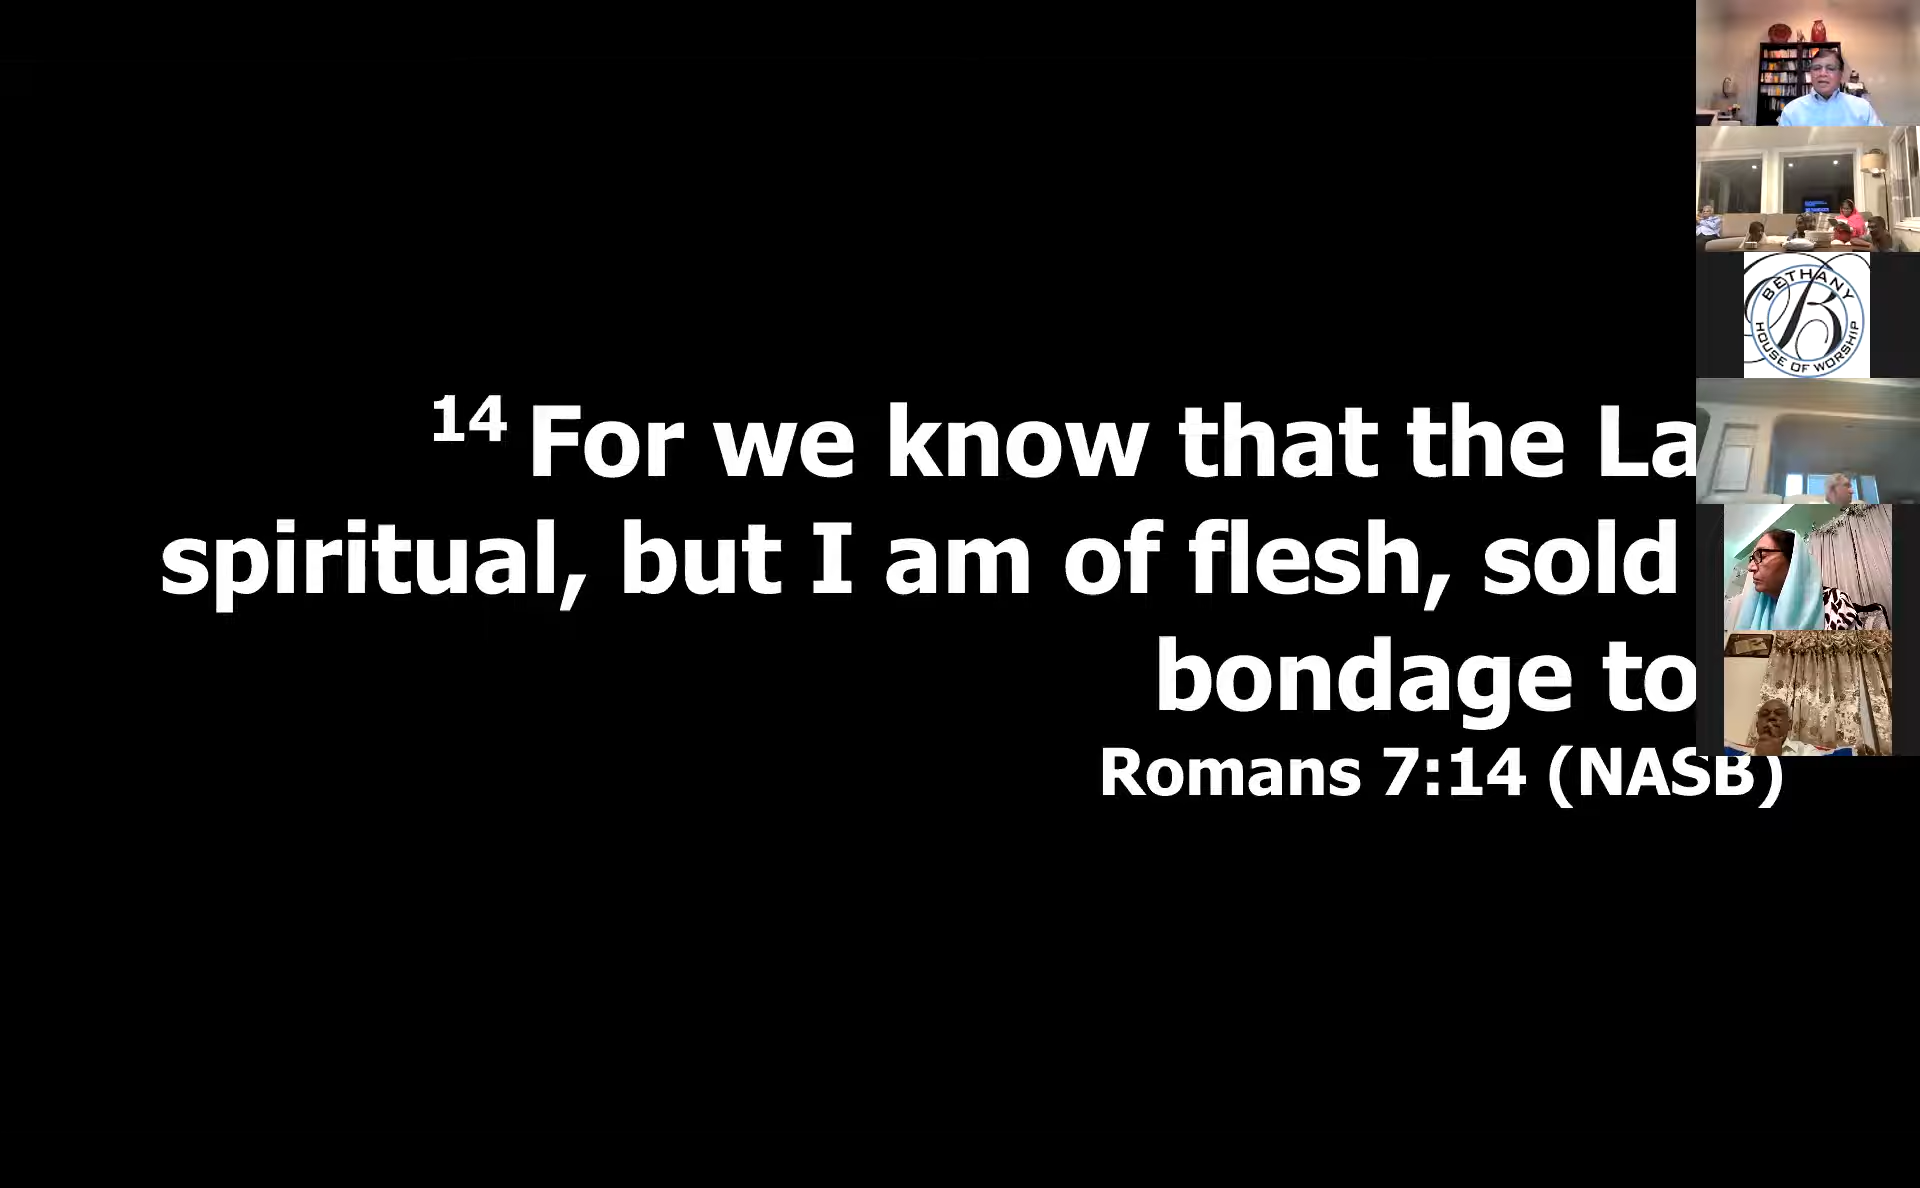 14 For we know that the La
spiritual, but I am of flesh, sold
bondage to
Romans 7:14 (NASB)
BETHANY
HOUSE OF WORSHIP
B